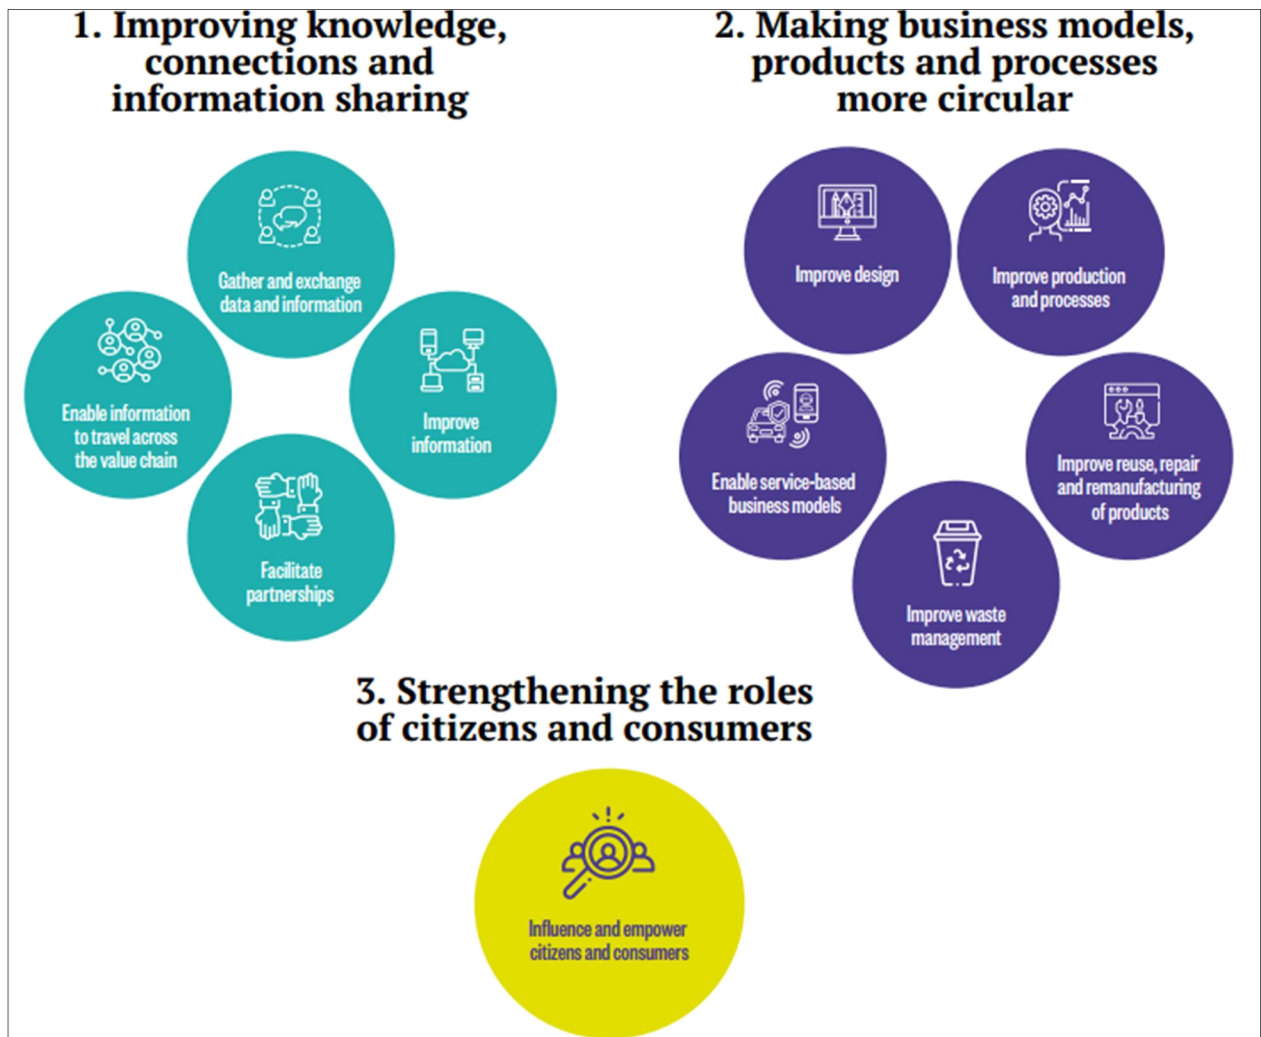 1. Improving knowledge,
connections and
information sharing
Gather and exchange
data and information
Enable information
to travel across
the value chain
Improve
information
Facilitate
partnerships
2. Making business models,
products and processes
more circular
Improve design
Improve production
and processes
Enable service-based
business models
Improve reuse, repair
and remanufacturing
of products
Improve waste
management
3. Strengthening the roles
of citizens and consumers
Influence and empower
citizens and consumers